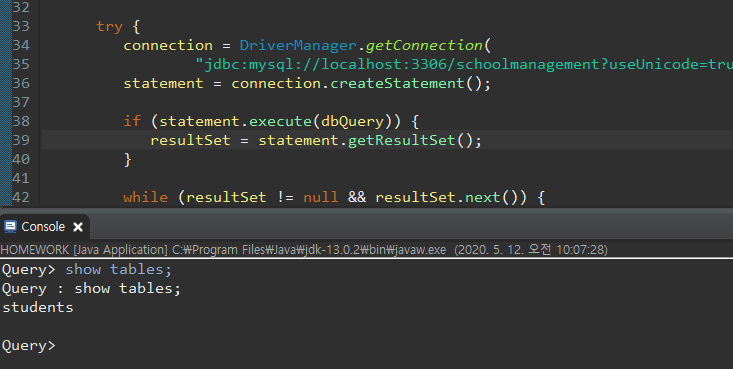 32
33 try {
34 connection = DriverManager.getConnection(
35 "jdbc:mysql://localhost:3306/schoolmanagement?useUnicode=tru
36 statement = connection.createStatement();
37
38 if (statement.execute(dbQuery)) {
39 resultSet = statement.getResultSet();
40 }
41
42 while (resultSet != null && resultSet.next()) {
Console
HOMEWORK [Java Application] C:₩Program Files₩Java₩jdk-13.0.2₩bin₩javaw.exe (2020. 5. 12. 오전 10:07:28)
Query> show tables;
Query : show tables;
students
Query>